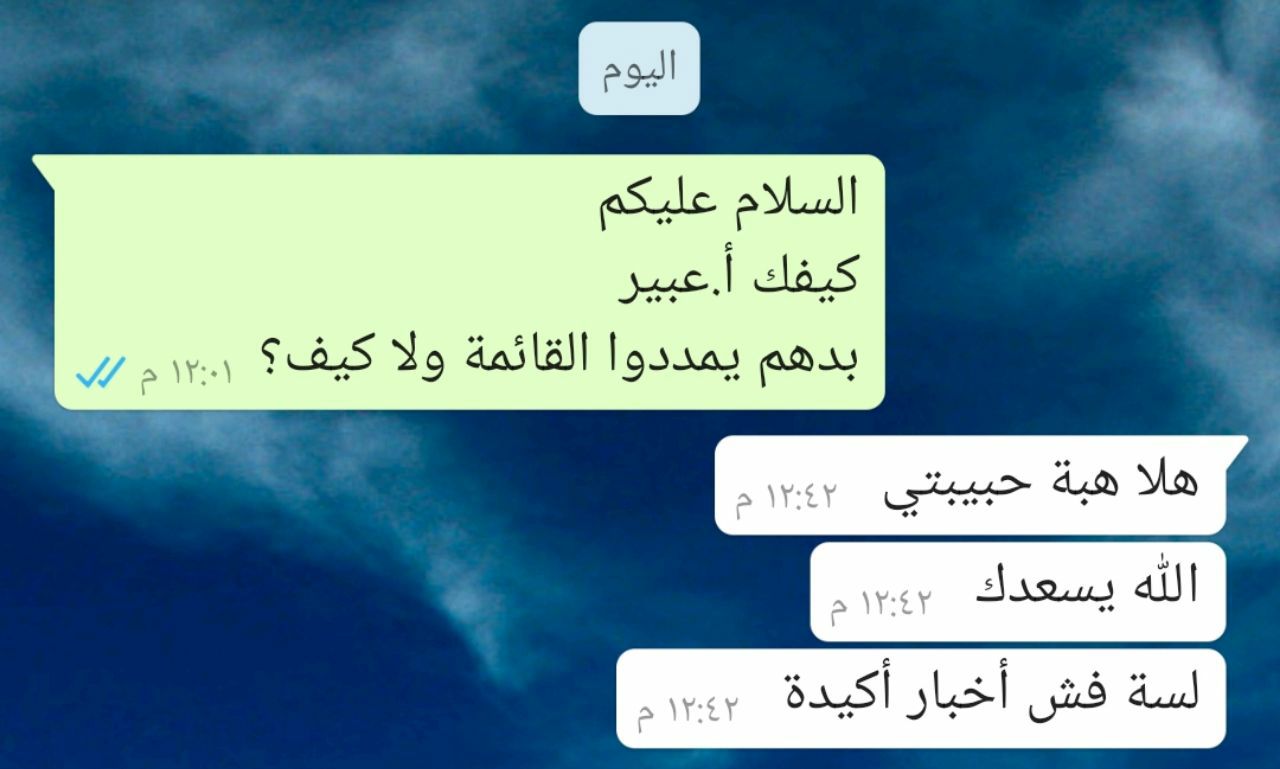 اليوم
السلام عليكم
كيفك أ.عبير
بدهم يمددوا القائمة ولا كيف؟ ١٢:٠١ م
هلا هبة حبيبتي ١٢:٤٢ م
الله يسعدك ١٢:٤٢ م
لسة فش أخبار أكيدة ١٢:٤٢ م